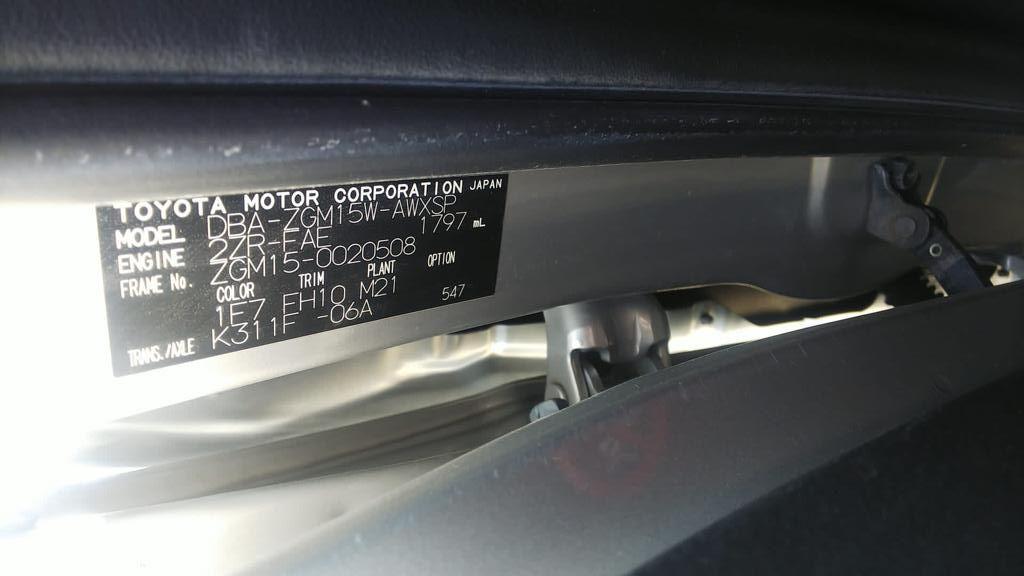 TOYOTA MOTOR CORPORATION JAPAN
MODEL DBA-ZGM15W-AWXSP
ENGINE 2ZR-FAE 1797 mL
FRAME No. ZGM15-0020508
COLOR TRIM PLANT OPTION
1E7 FH10 M21 547
TRANS./AXLE K311F -06A